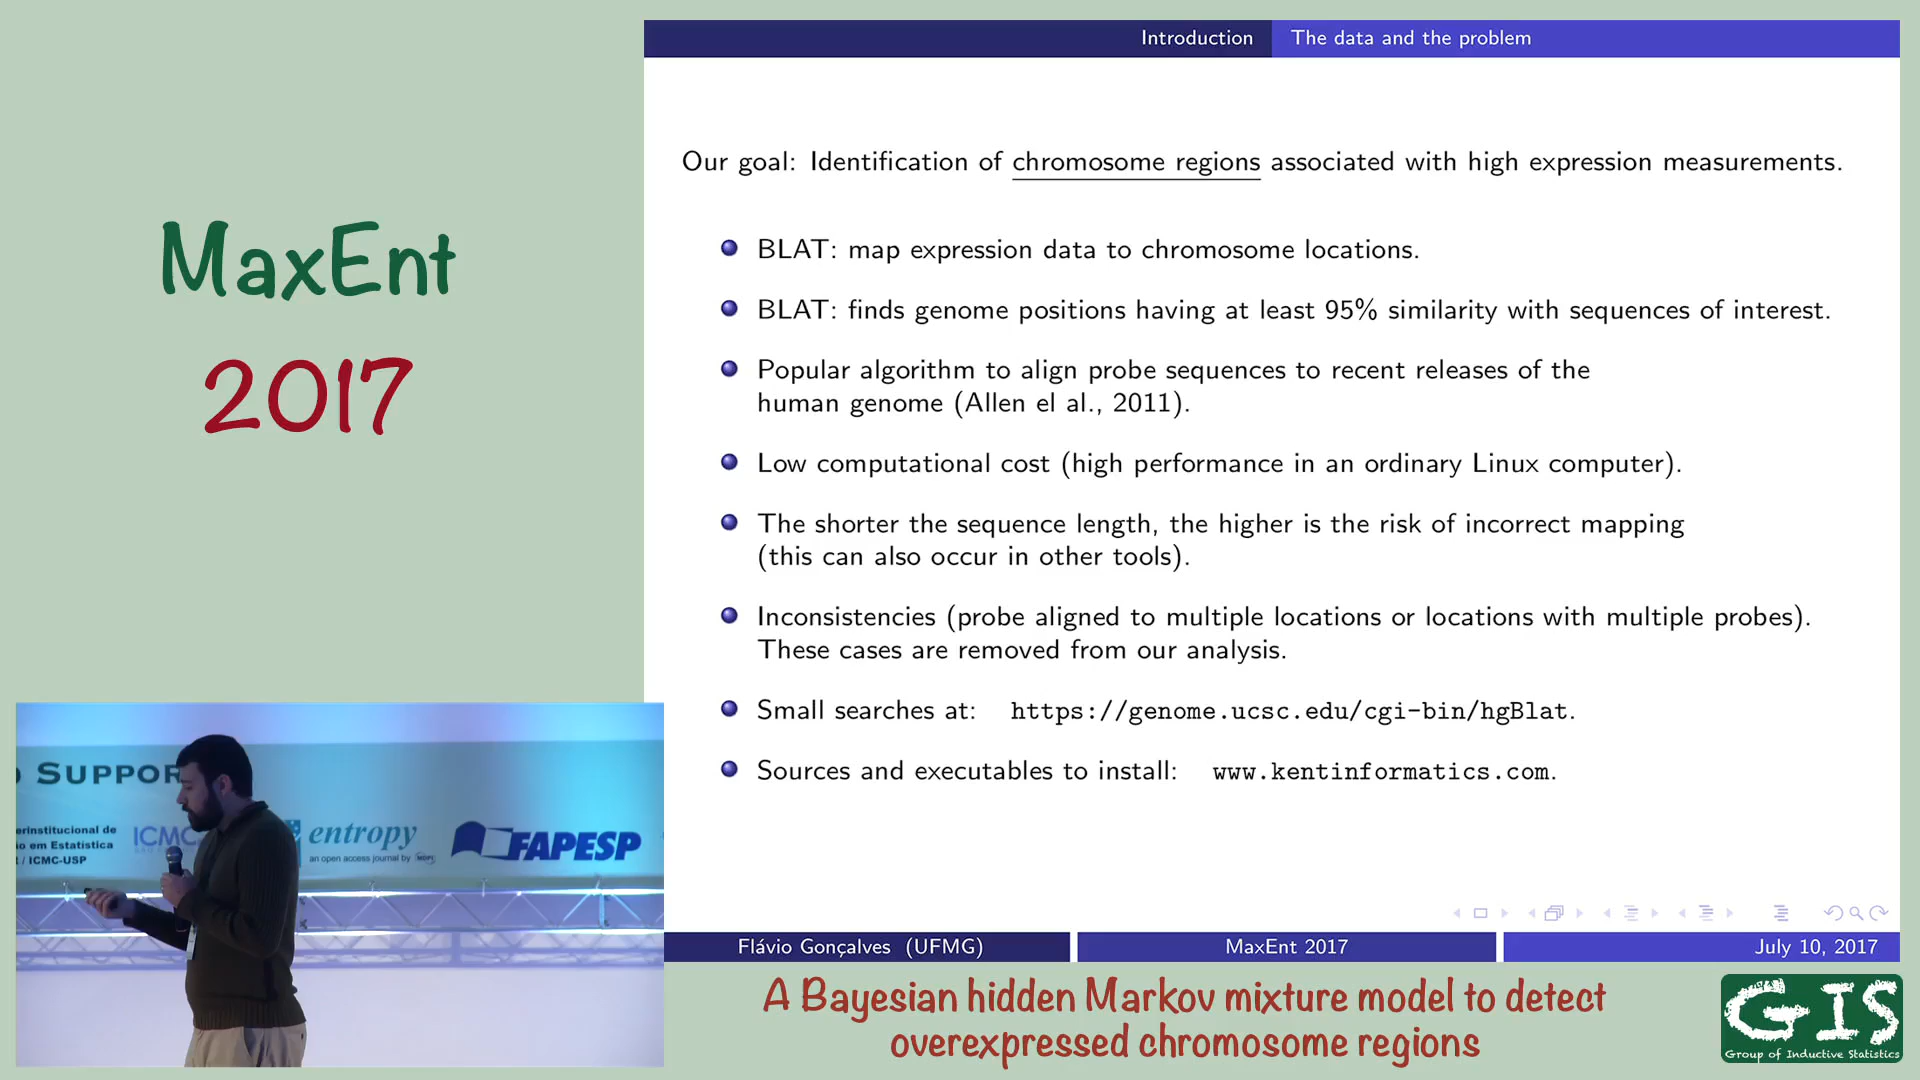 MaxEnt
2017
Introduction The data and the problem
Our goal: Identification of chromosome regions associated with high expression measurements.
BLAT: map expression data to chromosome locations.
BLAT: finds genome positions having at least 95% similarity with sequences of interest.
Popular algorithm to align probe sequences to recent releases of the
human genome (Allen el al., 2011).
Low computational cost (high performance in an ordinary Linux computer).
The shorter the sequence length, the higher is the risk of incorrect mapping
(this can also occur in other tools).
Inconsistencies (probe aligned to multiple locations or locations with multiple probes).
These cases are removed from our analysis.
Small searches at: https://genome.ucsc.edu/cgi-bin/hgBlat.
Sources and executables to install: www.kentinformatics.com.
Flávio Gonçalves (UFMG) MaxEnt 2017 July 10, 2017
SUPPOR
erinstitucional de
o em Estatística
/ ICMC-USP
ICMC
entropy
an open access journal by MDPI
FAPESP
A Bayesian hidden Markov mixture model to detect
overexpressed chromosome regions
GIS
Group of Inductive Statistics